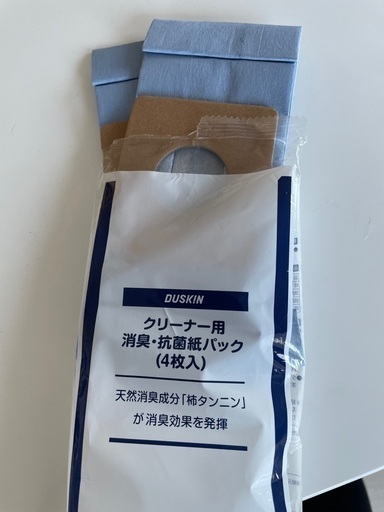 DUSKIN
クリーナー用
消臭・抗菌紙パック
(4枚入)
天然消臭成分「柿タンニン」
が消臭効果を発揮